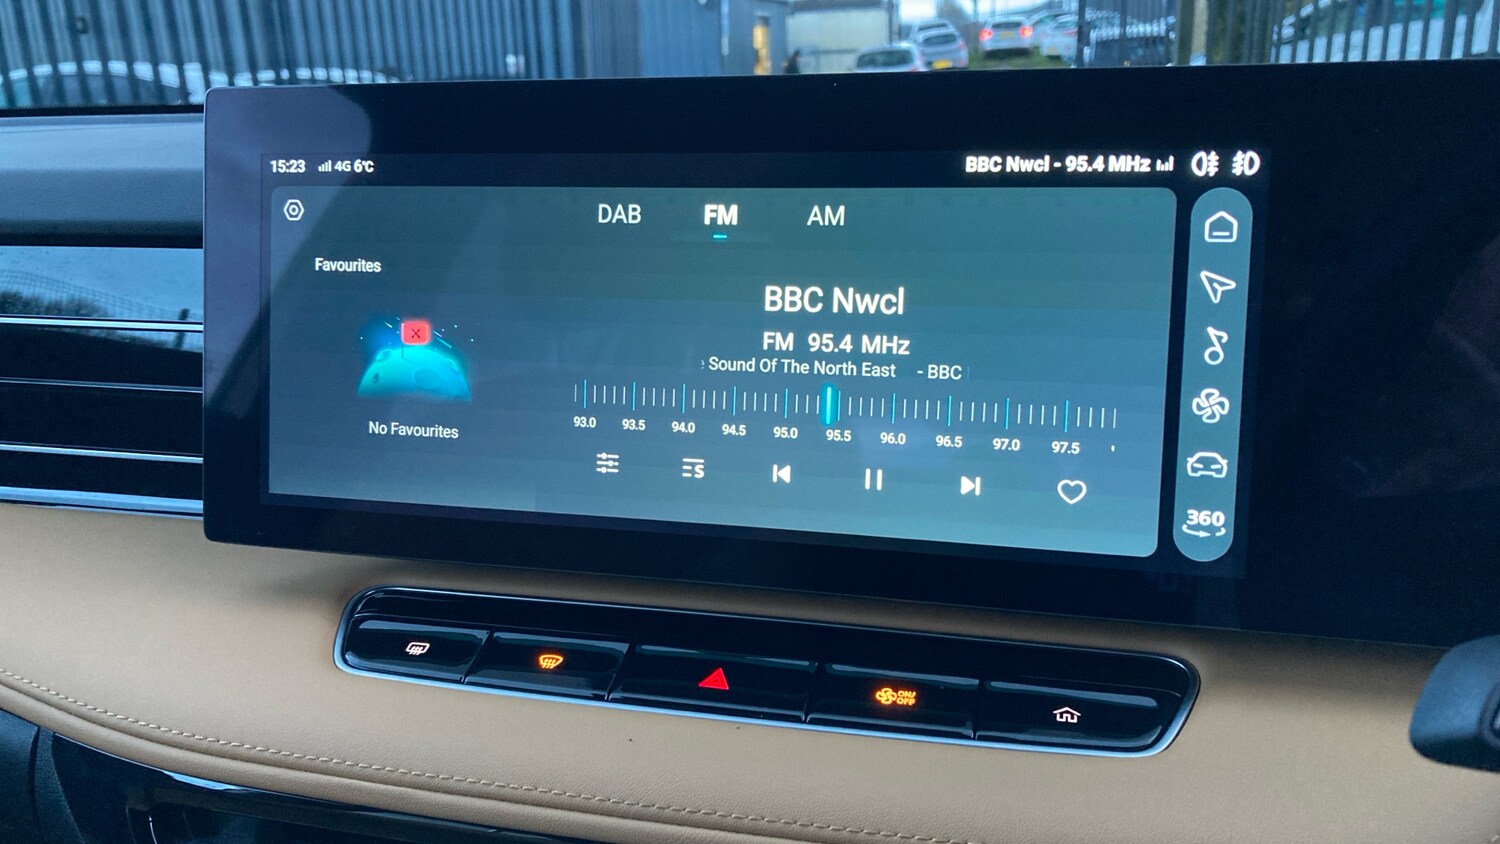 15:23 4G 6℃
BBC Nwcl - 95.4 MHz
DAB FM AM
Favourites
BBC Nwcl
FM 95.4 MHz
Sound Of The North East - BBC
93.0 93.5 94.0 94.5 95.0 95.5 96.0 96.5 97.0 97.5
No Favourites
S
360
ON/
OFF